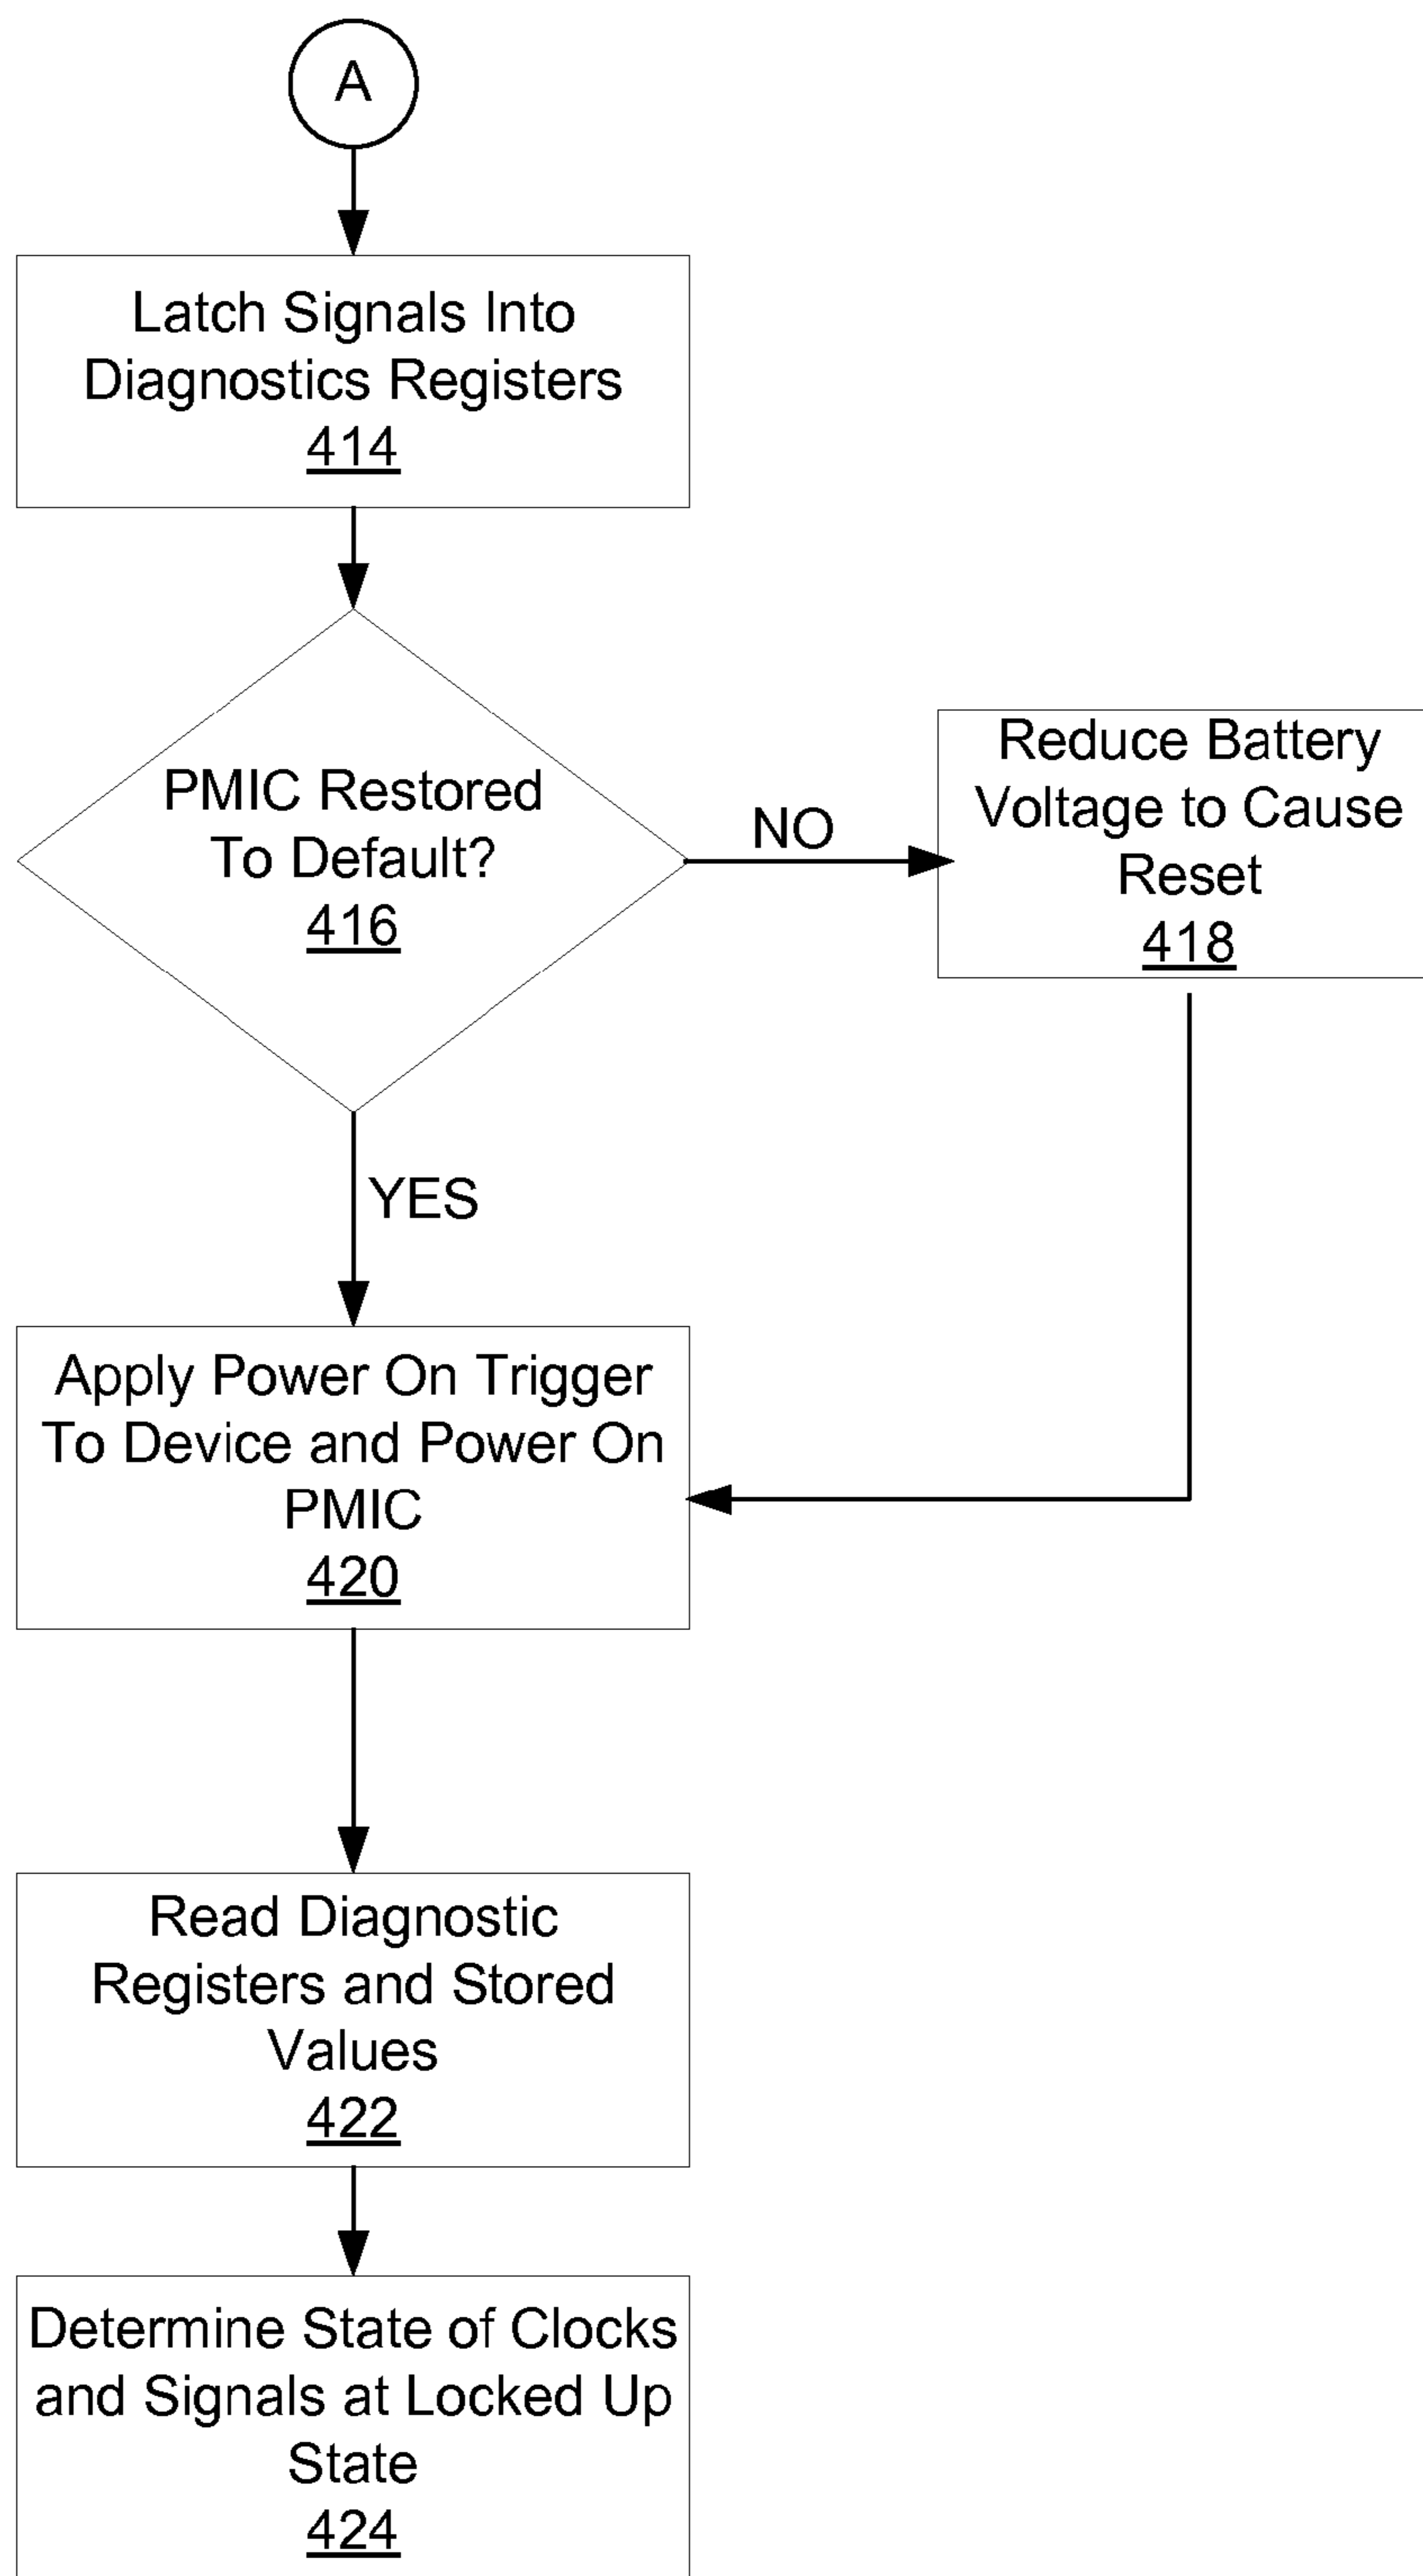 A
Latch Signals Into
Diagnostics Registers
414
PMIC Restored
To Default?
416
NO
Reduce Battery
Voltage to Cause
Reset
418
YES
Apply Power On Trigger
To Device and Power On
PMIC
420
Read Diagnostic
Registers and Stored
Values
422
Determine State of Clocks
and Signals at Locked Up
State
424